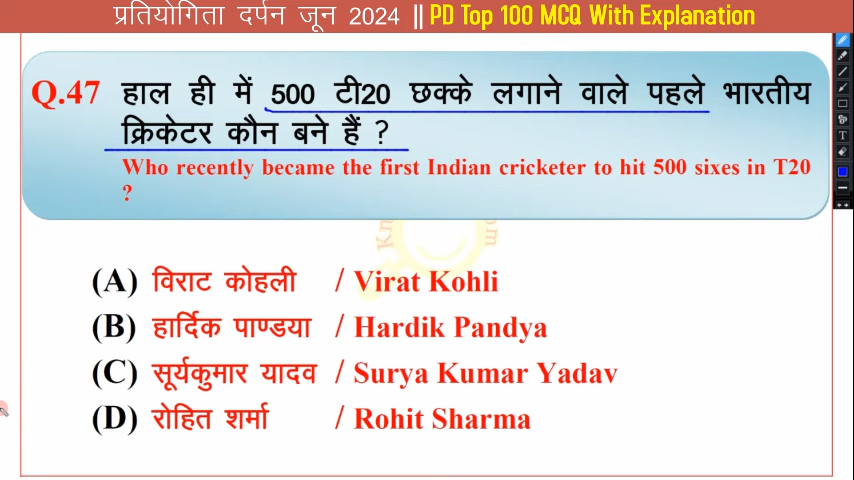 प्रतियोगिता दर्पन जून 2024 || PD Top 100 MCQ With Explanation
Q.47 हाल ही में 500 टी20 छक्के लगाने वाले पहले भारतीय
क्रिकेटर कौन बने हैं ?
Who recently became the first Indian cricketer to hit 500 sixes in T20
?
(A) विराट कोहली / Virat Kohli
(B) हार्दिक पाण्डया / Hardik Pandya
(C) सूर्यकुमार यादव / Surya Kumar Yadav
(D) रोहित शर्मा / Rohit Sharma